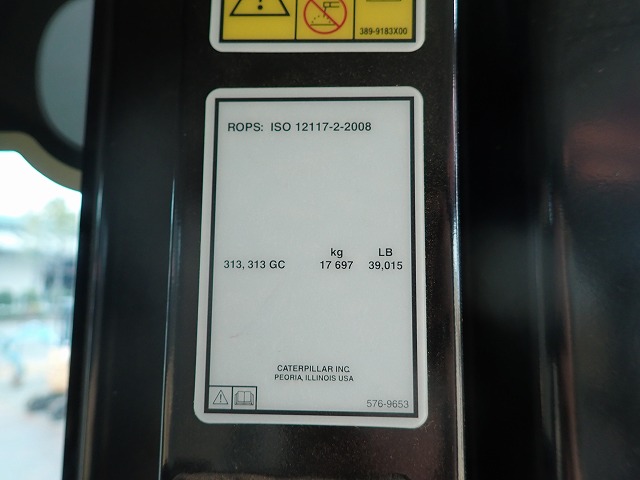 389-9183X00
ROPS: ISO 12117-2-2008
kg LB
313, 313 GC 17 697 39,015
CATERPILLAR INC
PEORIA, ILLINOIS USA
576-9653